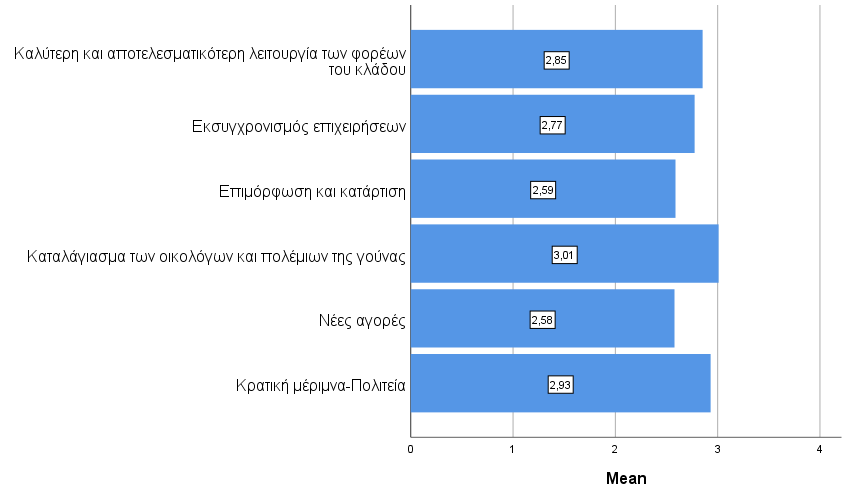 Καλύτερη και αποτελεσματικότερη λειτουργία των φορέων
του κλάδου
2,85
Εκσυγχρονισμός επιχειρήσεων
2,77
Επιμόρφωση και κατάρτιση
2,59
Καταλάγιασμα των οικολόγων και πολέμιων της γούνας
3,01
Νέες αγορές
2,58
Κρατική μέριμνα-Πολιτεία
2,93
0 1 2 3 4
Mean